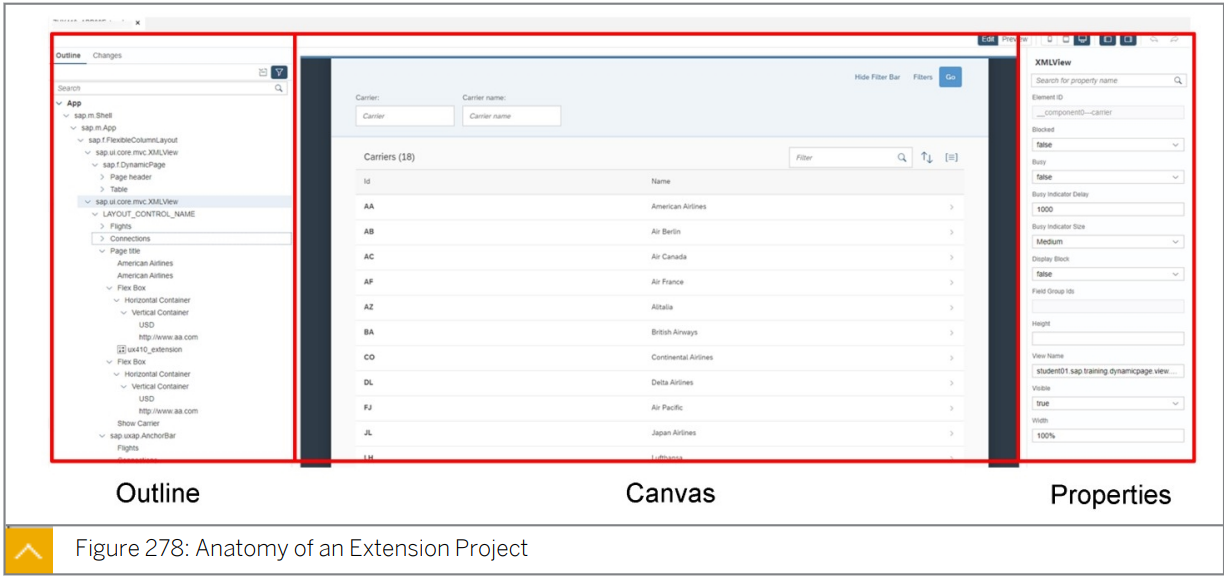 Edit Preview
Outline Changes
Search
App
sap.m.Shell
sap.m.App
sap.f.FlexibleColumnLayout
sap.ui.core.mvc.XMLView
sap.f.DynamicPage
Page header
Table
sap.ui.core.mvc.XMLView
LAYOUT_CONTROL_NAME
Flights
Connections
Page title
American Airlines
American Airlines
Flex Box
Horizontal Container
Vertical Container
USD
http://www.aa.com
ux410_extension
Flex Box
Horizontal Container
Vertical Container
USD
http://www.aa.com
Show Carrier
sap.uxap.AnchorBar
Flights
Hide Filter Bar Filters Go
Carrier: Carrier name:
Carrier Carrier name
Carriers (18) Filter
Id Name
AA American Airlines
AB Air Berlin
AC Air Canada
AF Air France
AZ Alitalia
BA British Airways
CO Continental Airlines
DL Delta Airlines
FJ Air Pacific
JL Japan Airlines
LH Lufthansa
XMLView
Search for property name
Element ID
__component0---carrier
Blocked
false
Busy
false
Busy Indicator Delay
1000
Busy Indicator Size
Medium
Display Block
false
Field Group Ids
Height
View Name
student01.sap.training.dynamicpage.view....
Visible
true
Width
100%
Outline Canvas Properties
Figure 278: Anatomy of an Extension Project